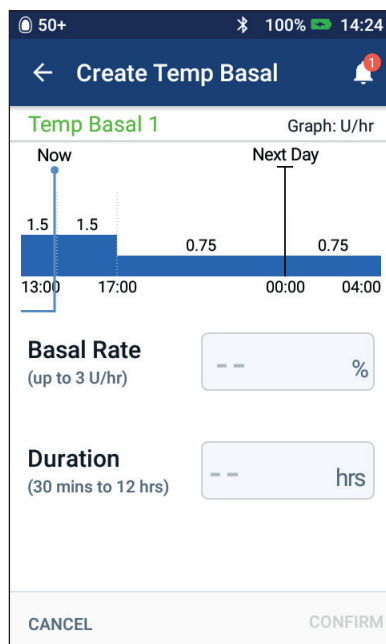 50+ 100% 14:24
Create Temp Basal 1
Temp Basal 1 Graph: U/hr
Now Next Day
1.5 1.5 0.75 0.75
13:00 17:00 00:00 04:00
Basal Rate -- %
(up to 3 U/hr)
Duration -- hrs
(30 mins to 12 hrs)
CANCEL CONFIRM